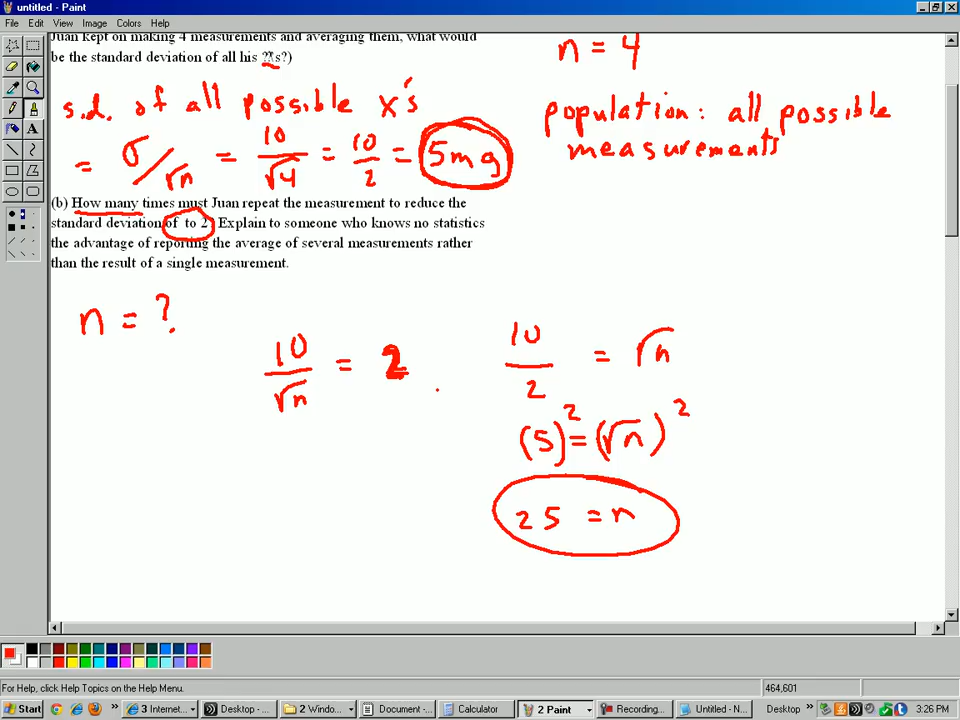 untitled - Paint
File Edit View Image Colors Help
Juan kept on making 4 measurements and averaging them, what would
be the standard deviation of all his ??s?)
n = 4
s.d. of all possible x's
population: all possible
measurements
= σ/√n = 10/√4 = 10/2 = 5mg
(b) How many times must Juan repeat the measurement to reduce the
standard deviation of to 2? Explain to someone who knows no statistics
the advantage of reporting the average of several measurements rather
than the result of a single measurement.
n = ?
10/√n = 2
10/2 = √n
(5)² = (√n)²
25 = n
For Help, click Help Topics on the Help Menu.
464,601
Start
3 Internet...
Desktop -...
2 Windo...
Document -...
Calculator
2 Paint
Recording...
Untitled - N...
Desktop
3:26 PM